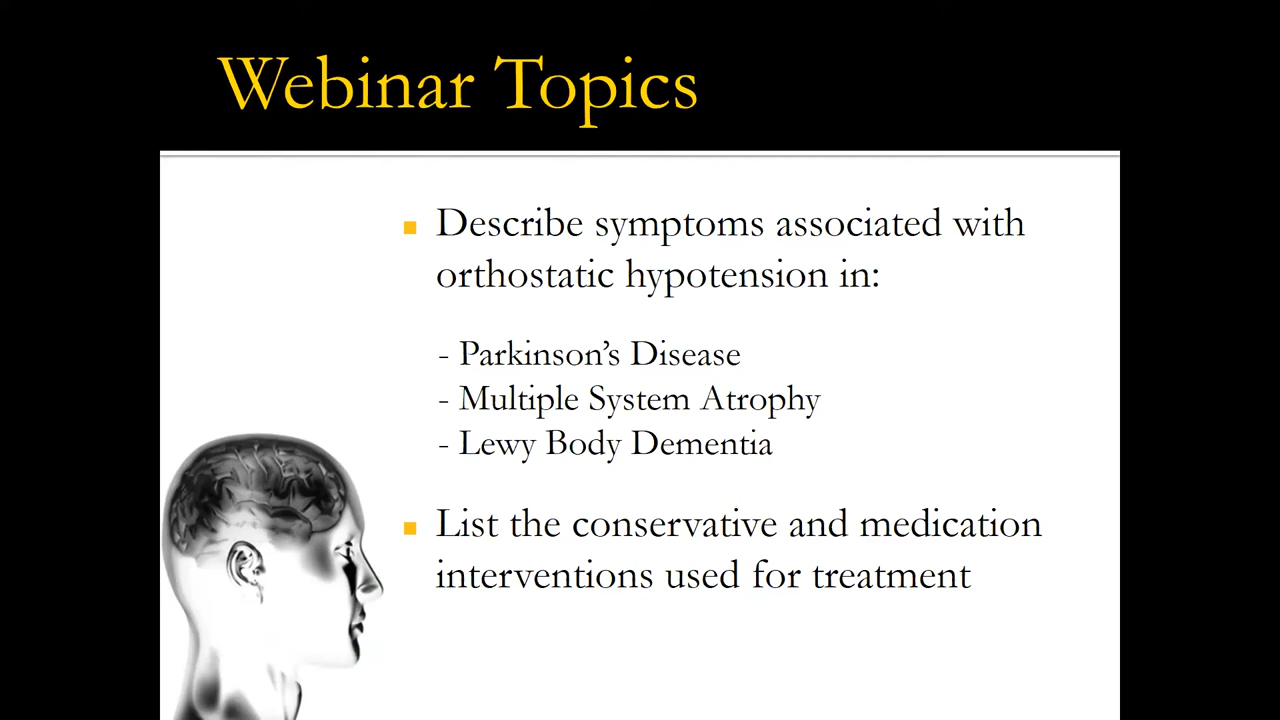 Webinar Topics
Describe symptoms associated with
orthostatic hypotension in:
- Parkinson’s Disease
- Multiple System Atrophy
- Lewy Body Dementia
List the conservative and medication
interventions used for treatment